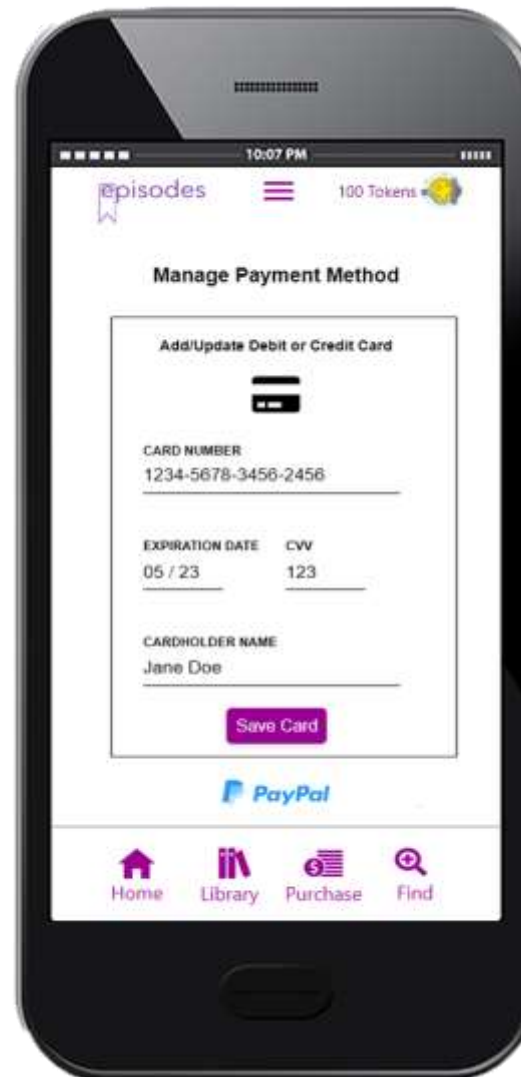 10:07 PM
episodes
100 Tokens
Manage Payment Method
Add/Update Debit or Credit Card
CARD NUMBER
1234-5678-3456-2456
EXPIRATION DATE CVV
05 / 23 123
CARDHOLDER NAME
Jane Doe
Save Card
PayPal
Home Library Purchase Find